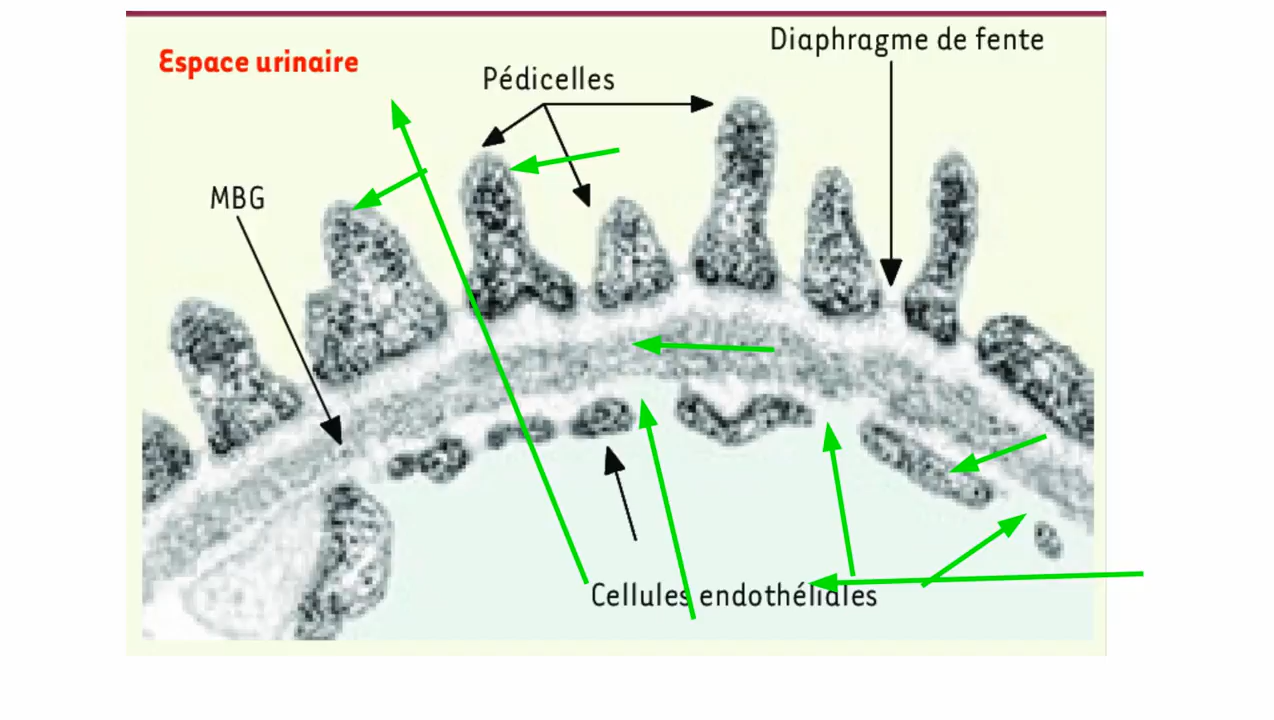 Diaphragme de fente
Espace urinaire
Pédicelles
MBG
Cellules endothéliales